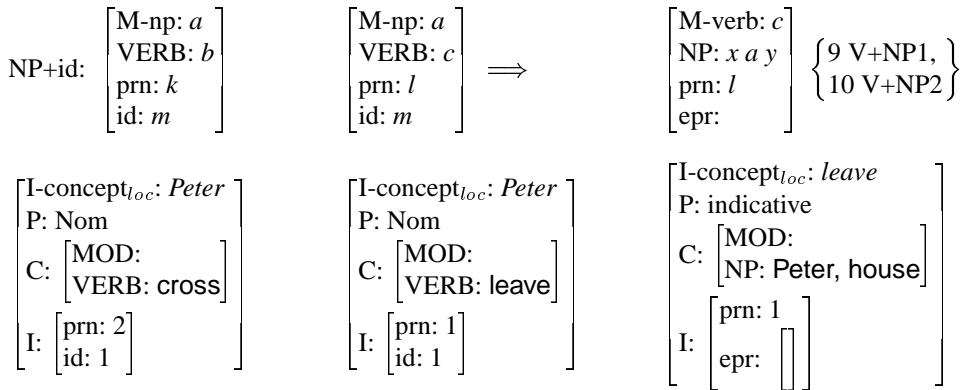 NP+id: [M-np: a VERB: b prn: k id: m] [M-np: a VERB: c prn: l id: m] ⟹ [M-verb: c NP: x a y prn: l epr: ] {9 V+NP1, 10 V+NP2}
[I-concept_loc: Peter
P: Nom
C: [MOD:
VERB: cross]
I: [prn: 2
id: 1]]
[I-concept_loc: Peter
P: Nom
C: [MOD:
VERB: leave]
I: [prn: 1
id: 1]]
[I-concept_loc: leave
P: indicative
C: [MOD:
NP: Peter, house]
I: [prn: 1
epr: [ ]]]